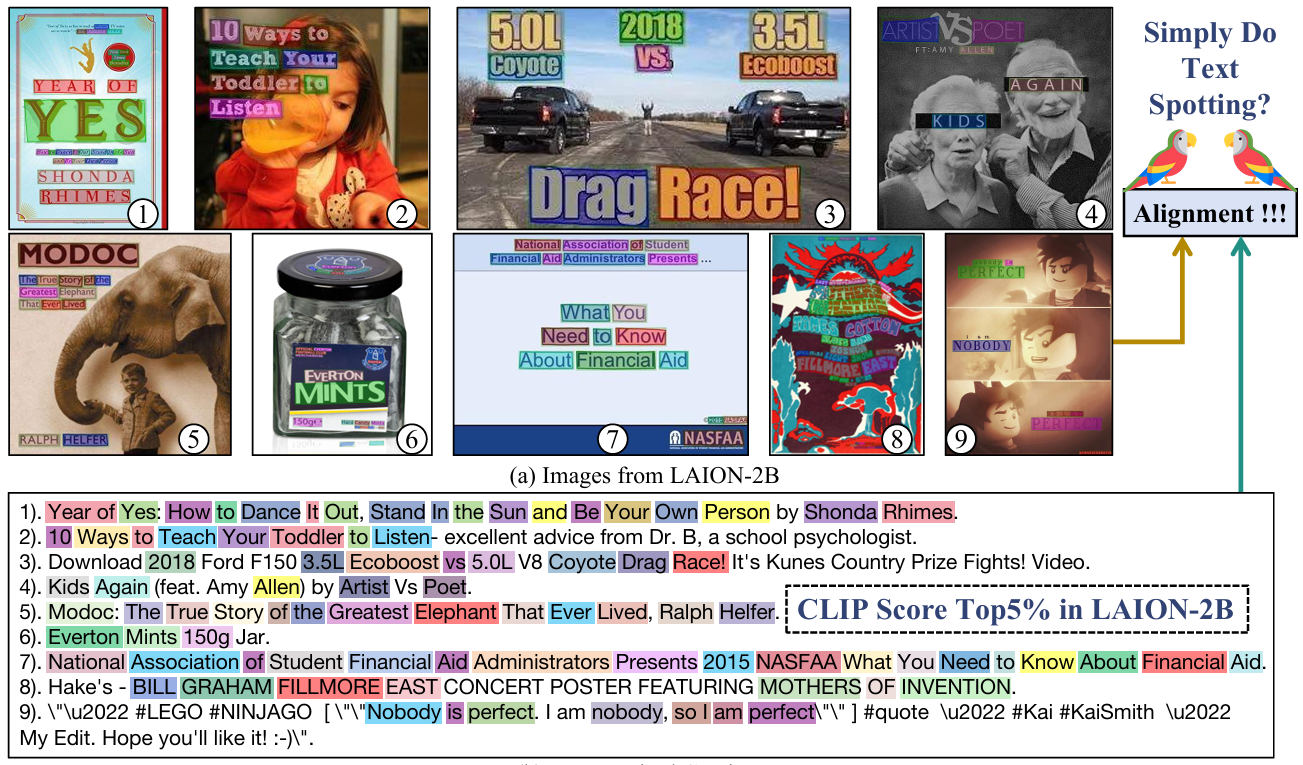 YEAR OF
YES
SHONDA
RHIMES
1
10 Ways to
Teach Your
Toddler to
Listen
2
5.0L
Coyote
2018
VS.
3.5L
Ecoboost
Drag Race!
3
ARTIST VS POET
FT: AMY ALLEN
AGAIN
KIDS
4
Simply Do
Text
Spotting?
Alignment !!!
MODOC
The True Story of the
Greatest Elephant
That Ever Lived
RALPH HELFER
5
Everton
OFFICIAL EVERTON
FOOTBALL CLUB
MERCHANDISE
EVERTON
MINTS
150g
6
National Association of Student
Financial Aid Administrators Presents ...
What You
Need to Know
About Financial Aid
NASFAA
7
JAMES COTTON
FILLMORE EAST
8
nobody is
PERFECT
i am
NOBODY
PERFECT
9
(a) Images from LAION-2B
1). Year of Yes: How to Dance It Out, Stand In the Sun and Be Your Own Person by Shonda Rhimes.
2). 10 Ways to Teach Your Toddler to Listen- excellent advice from Dr. B, a school psychologist.
3). Download 2018 Ford F150 3.5L Ecoboost vs 5.0L V8 Coyote Drag Race! It's Kunes Country Prize Fights! Video.
4). Kids Again (feat. Amy Allen) by Artist Vs Poet.
5). Modoc: The True Story of the Greatest Elephant That Ever Lived, Ralph Helfer.
CLIP Score Top5% in LAION-2B
6). Everton Mints 150g Jar.
7). National Association of Student Financial Aid Administrators Presents 2015 NASFAA What You Need to Know About Financial Aid.
8). Hake's - BILL GRAHAM FILLMORE EAST CONCERT POSTER FEATURING MOTHERS OF INVENTION.
9). \"\u2022 #LEGO #NINJAGO  [ \"\"Nobody is perfect. I am nobody, so I am perfect\"\" ] #quote  \u2022 #Kai #KaiSmith  \u2022
My Edit. Hope you'll like it! :-)\".